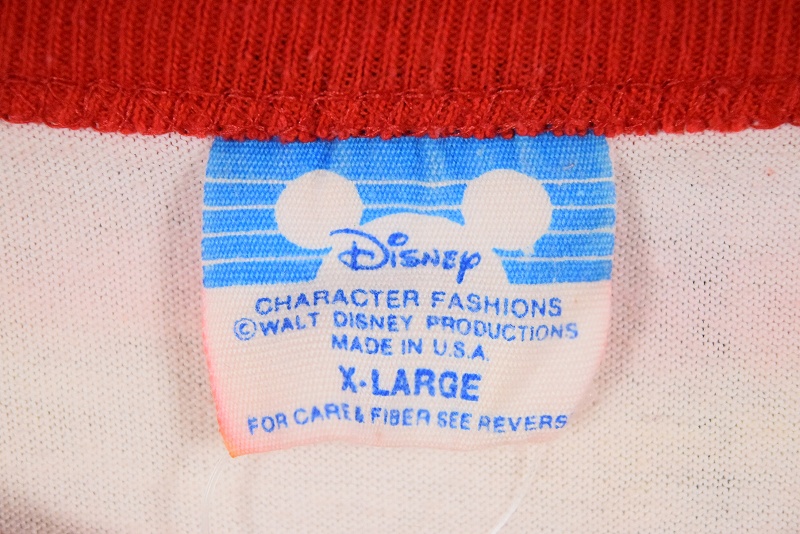 Disney
CHARACTER FASHIONS
©WALT DISNEY PRODUCTIONS
MADE IN U.S.A.
X-LARGE
FOR CARE & FIBER SEE REVERS